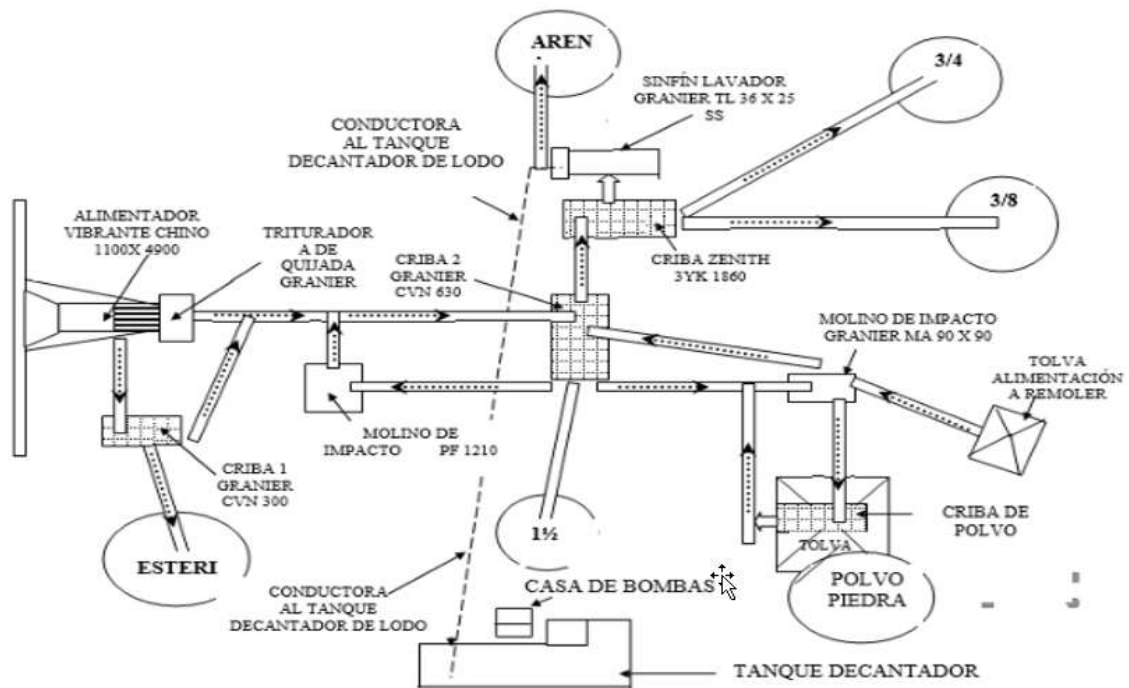 AREN
SINFÍN LAVADOR
GRANIER TL 36 X 25
SS
3/4
CONDUCTORA
AL TANQUE
DECANTADOR DE LODO
3/8
ALIMENTADOR
VIBRANTE CHINO
1100X 4900
TRITURADOR
A DE
QUIJADA
GRANIER
CRIBA 2
GRANIER
CVN 630
CRIBA ZENITH
3YK 1860
MOLINO DE IMPACTO
GRANIER MA 90 X 90
TOLVA
ALIMENTACIÓN
A REMOLER
MOLINO DE
IMPACTO PF 1210
CRIBA 1
GRANIER
CVN 300
ESTERI
1½
CRIBA DE
POLVO
TOLVA
POLVO
PIEDRA
CONDUCTORA
AL TANQUE
DECANTADOR DE LODO
CASA DE BOMBAS
TANQUE DECANTADOR